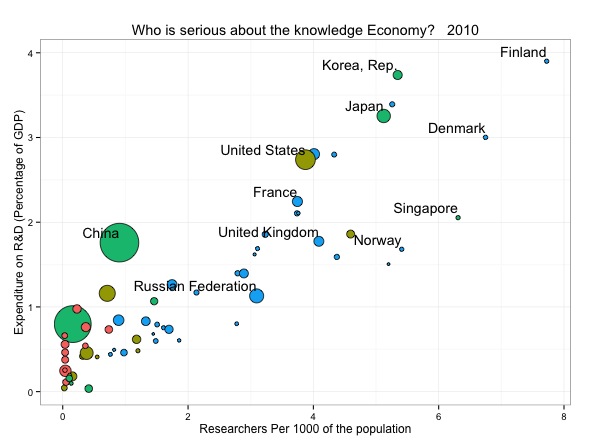 Who is serious about the knowledge Economy? 2010
Finland
Korea, Rep.
Japan
Denmark
United States
France
Singapore
China
United Kingdom
Norway
Russian Federation
Expenditure on R&D (Percentage of GDP)
4
3
2
1
0
0 2 4 6 8
Researchers Per 1000 of the population